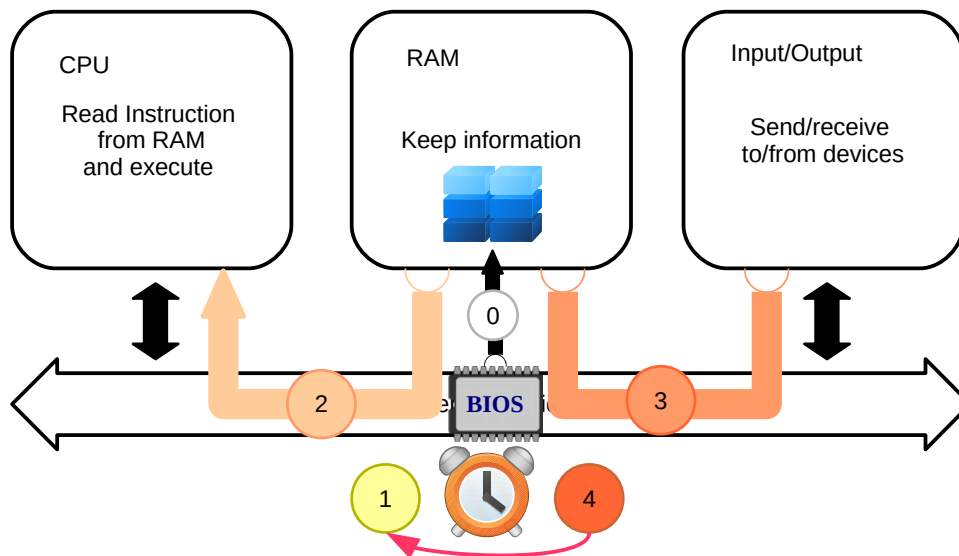 CPU
Read Instruction
from RAM
and execute
RAM
Keep information
Input/Output
Send/receive
to/from devices
0
2
BIOS
3
1
4